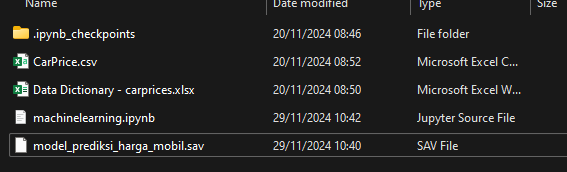 Name Date modified Type Size
.ipynb_checkpoints 20/11/2024 08:46 File folder
CarPrice.csv 20/11/2024 08:52 Microsoft Excel C...
Data Dictionary - carprices.xlsx 20/11/2024 08:50 Microsoft Excel W...
machinelearning.ipynb 29/11/2024 10:42 Jupyter Source File
model_prediksi_harga_mobil.sav 29/11/2024 10:40 SAV File